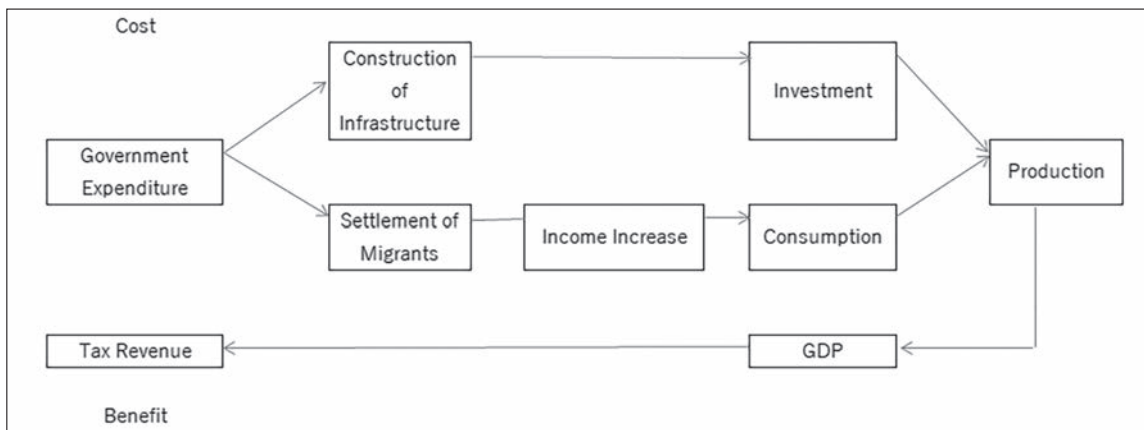 Cost
Construction
of
Infrastructure
Investment
Government
Expenditure
Production
Settlement of
Migrants
Income Increase
Consumption
Tax Revenue
GDP
Benefit